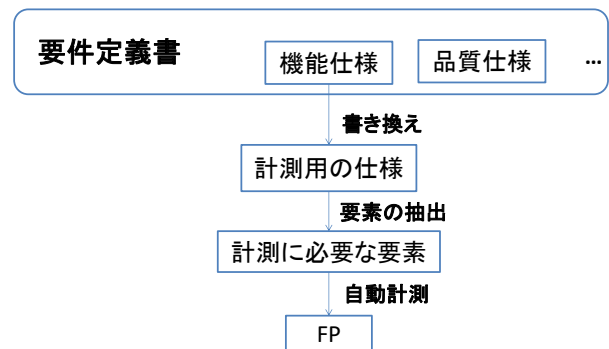 要件定義書
機能仕様
品質仕様
...
書き換え
計測用の仕様
要素の抽出
計測に必要な要素
自動計測
FP